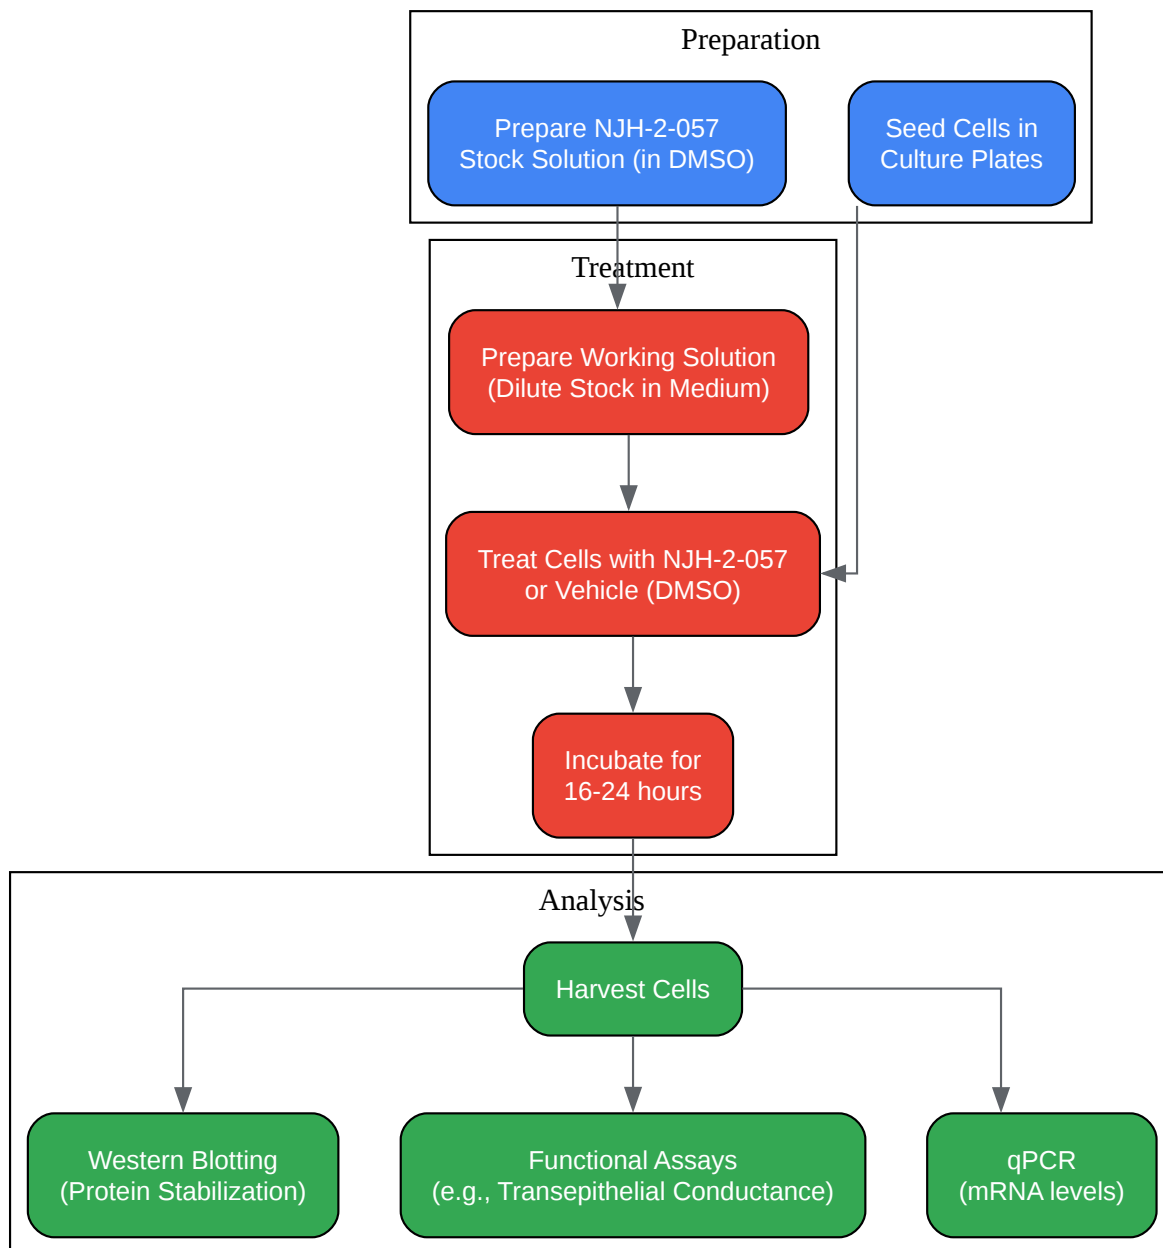 Preparation
Prepare NJH-2-057
Stock Solution (in DMSO)
Seed Cells in
Culture Plates
Treatment
Prepare Working Solution
(Dilute Stock in Medium)
Treat Cells with NJH-2-057
or Vehicle (DMSO)
Incubate for
16-24 hours
Analysis
Harvest Cells
Western Blotting
(Protein Stabilization)
Functional Assays
(e.g., Transepithelial Conductance)
qPCR
(mRNA levels)